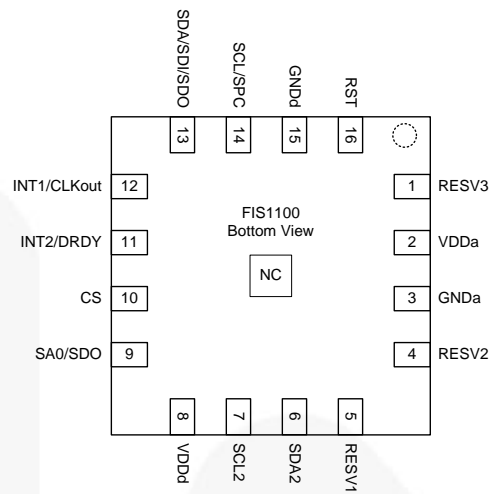 SDA/SDI/SDO
SCL/SPC
GNDd
RST
13
14
15
16
INT1/CLKout
12
1
RESV3
FIS1100
Bottom View
INT2/DRDY
11
2
VDDa
NC
CS
10
3
GNDa
SA0/SDO
9
4
RESV2
8
7
6
5
VDDd
SCL2
SDA2
RESV1